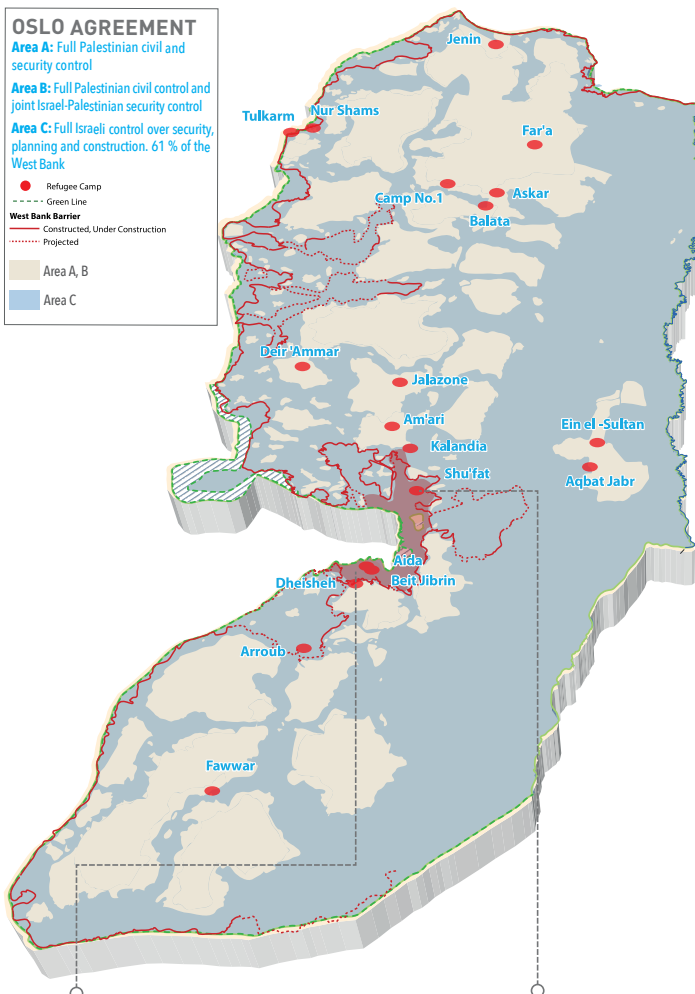 OSLO AGREEMENT
Area A: Full Palestinian civil and
security control
Area B: Full Palestinian civil control and
joint Israel-Palestinian security control
Area C: Full Israeli control over security,
planning and construction. 61 % of the
West Bank
Refugee Camp
Green Line
West Bank Barrier
Constructed, Under Construction
Projected
Area A, B
Area C
Jenin
Nur Shams
Tulkarm
Far'a
Camp No.1
Askar
Balata
Deir 'Ammar
Jalazone
Am'ari
Kalandia
Ein el -Sultan
Shu'fat
Aqbat Jabr
Aida
Dheisheh
Beit Jibrin
Arroub
Fawwar